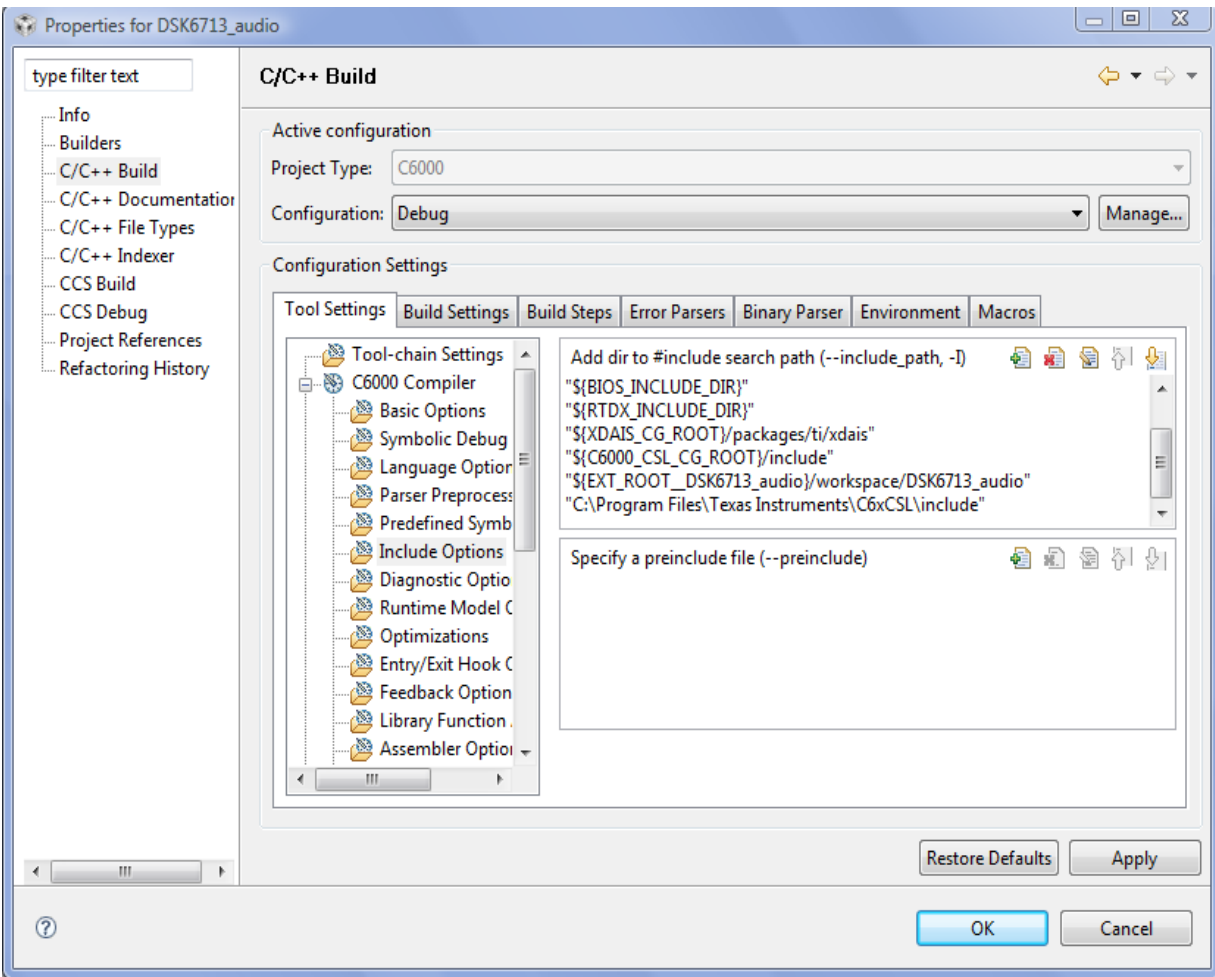 Properties for DSK6713_audio
type filter text
Info
Builders
C/C++ Build
C/C++ Documentation
C/C++ File Types
C/C++ Indexer
CCS Build
CCS Debug
Project References
Refactoring History
C/C++ Build
Active configuration
Project Type: C6000
Configuration: Debug Manage...
Configuration Settings
Tool Settings Build Settings Build Steps Error Parsers Binary Parser Environment Macros
Tool-chain Settings
C6000 Compiler
Basic Options
Symbolic Debug
Language Option
Parser Preprocess
Predefined Symb
Include Options
Diagnostic Optio
Runtime Model C
Optimizations
Entry/Exit Hook C
Feedback Option
Library Function
Assembler Option
Add dir to #include search path (--include_path, -I)
"${BIOS_INCLUDE_DIR}"
"${RTDX_INCLUDE_DIR}"
"${XDAIS_CG_ROOT}/packages/ti/xdais"
"${C6000_CSL_CG_ROOT}/include"
"${EXT_ROOT__DSK6713_audio}/workspace/DSK6713_audio"
"C:\Program Files\Texas Instruments\C6xCSL\include"
Specify a preinclude file (--preinclude)
Restore Defaults Apply
OK Cancel